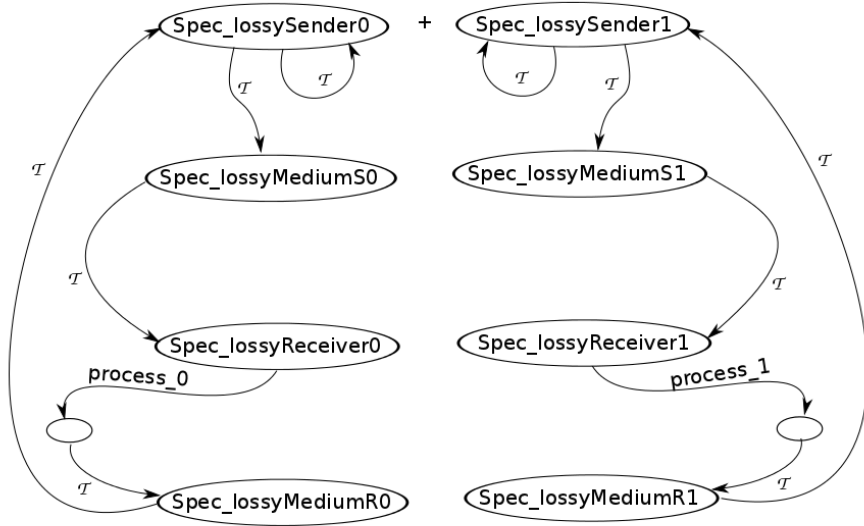 Spec_lossySender0 + Spec_lossySender1
𝒯 𝒯 𝒯 𝒯
𝒯 𝒯
Spec_lossyMediumS0 Spec_lossyMediumS1
𝒯 𝒯
Spec_lossyReceiver0 Spec_lossyReceiver1
process_0 process_1
𝒯 𝒯
Spec_lossyMediumR0 Spec_lossyMediumR1